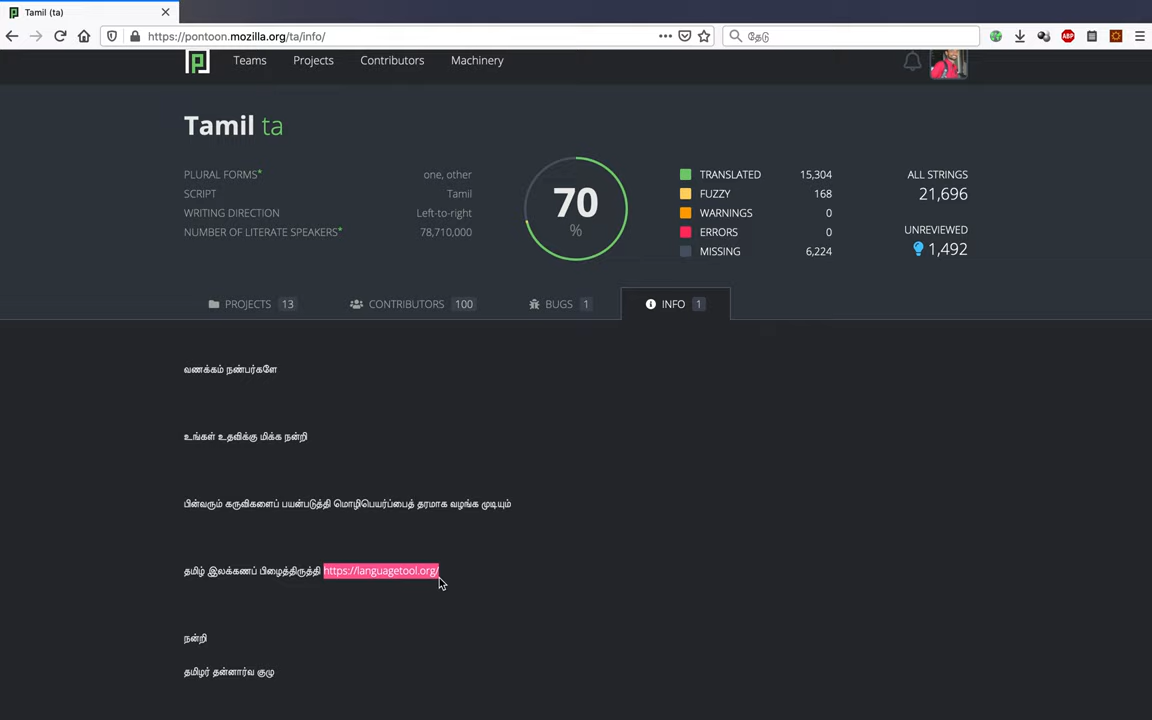 Tamil (ta)
https://pontoon.mozilla.org/ta/info/
தேடு
ABP
Teams Projects Contributors Machinery
Tamil ta
PLURAL FORMS* one, other
SCRIPT Tamil
WRITING DIRECTION Left-to-right
NUMBER OF LITERATE SPEAKERS* 78,710,000
70
%
TRANSLATED 15,304
FUZZY 168
WARNINGS 0
ERRORS 0
MISSING 6,224
ALL STRINGS
21,696
UNREVIEWED
1,492
PROJECTS 13 CONTRIBUTORS 100 BUGS 1 INFO 1
வணக்கம் நண்பர்களே
உங்கள் உதவிக்கு மிக்க நன்றி
பின்வரும் கருவிகளைப் பயன்படுத்தி மொழிபெயர்ப்பைத் தரமாக வழங்க முடியும்
தமிழ் இலக்கணப் பிழைத்திருத்தி https://languagetool.org/
நன்றி
தமிழர் தன்னார்வ குழு